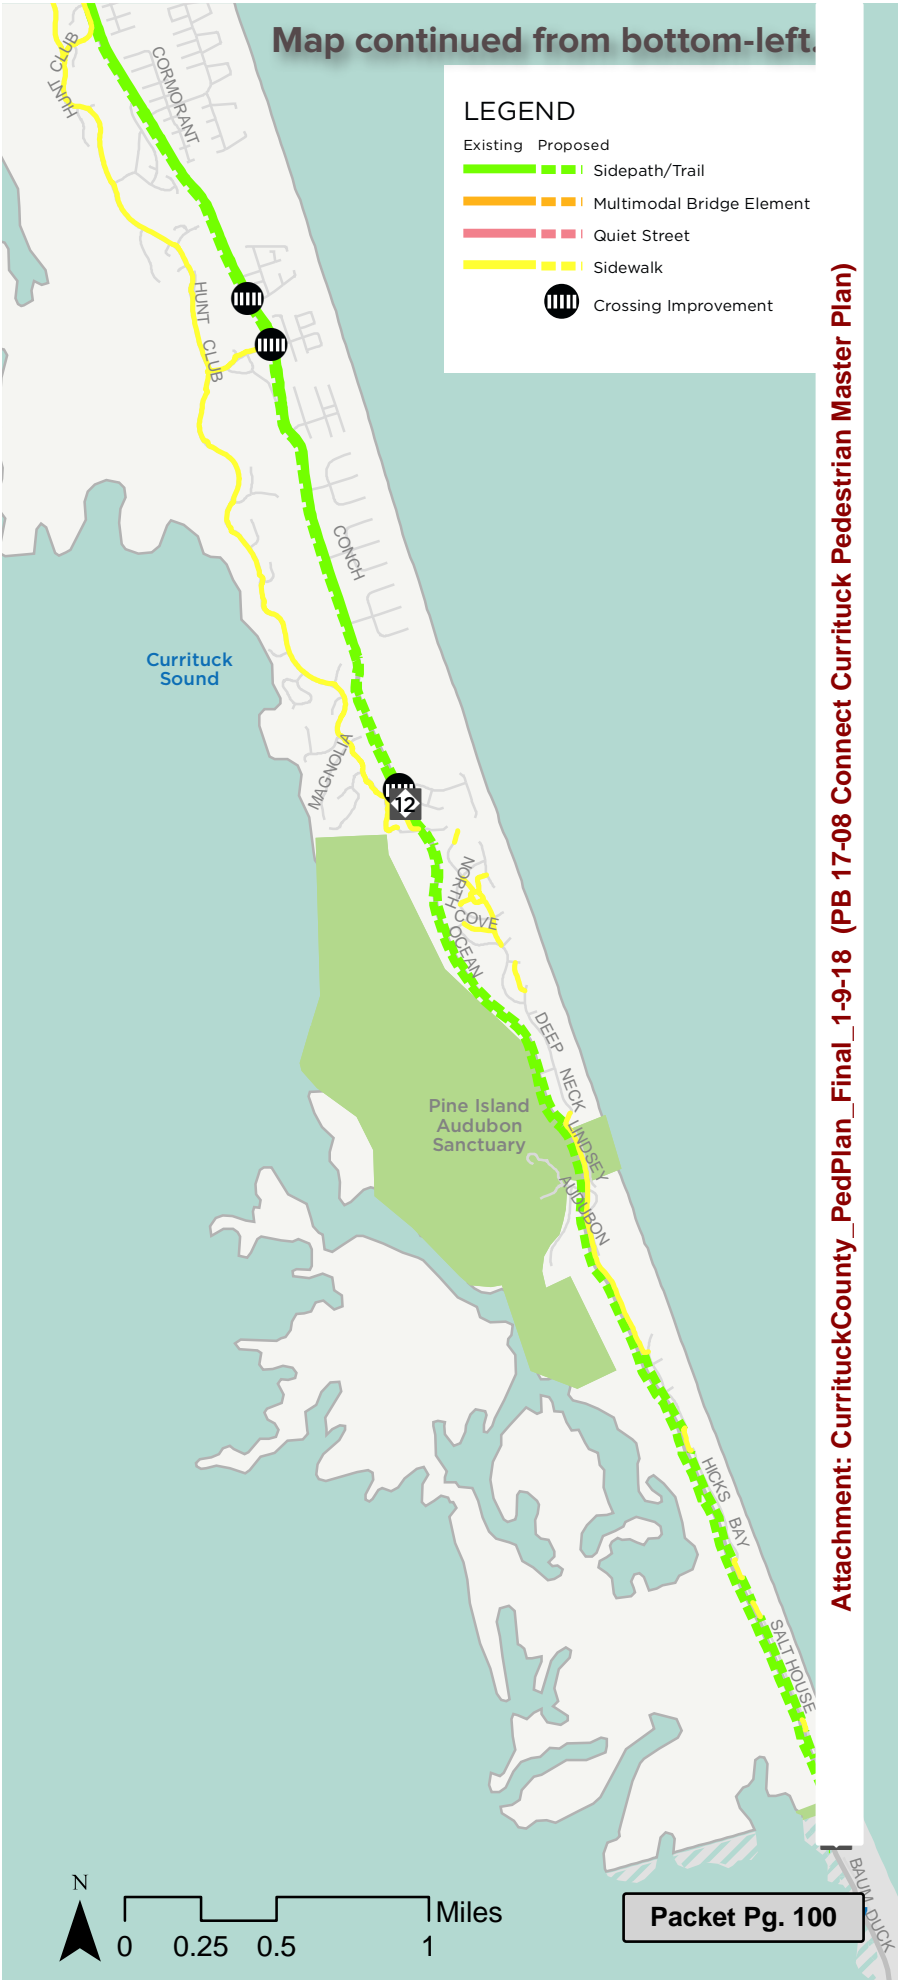 Map continued from bottom-left.
LEGEND
Existing Proposed
Sidepath/Trail
Multimodal Bridge Element
Quiet Street
Sidewalk
Crossing Improvement
HUNT CLUB
CORMORANT
HUNT CLUB
CONCH
Currituck
Sound
MAGNOLIA
12
NORTH
COVE
OCEAN
DEEP NECK
Pine Island
Audubon
Sanctuary
LINDSEY
AUDUBON
HICKS BAY
SALT HOUSE
BAUM DUCK
N
0 0.25 0.5 1 Miles
Packet Pg. 100
Attachment: CurrituckCounty_PedPlan_Final_1-9-18 (PB 17-08 Connect Currituck Pedestrian Master Plan)